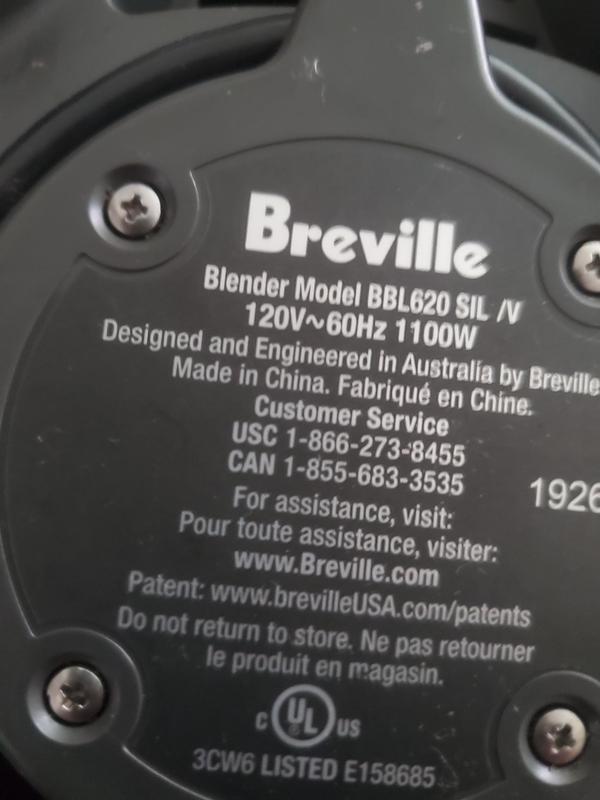 Breville
Blender Model BBL620 SIL /V
120V~60Hz 1100W
Designed and Engineered in Australia by Breville
Made in China. Fabriqué en Chine.
Customer Service
USC 1-866-273-8455
CAN 1-855-683-3535
1926
For assistance, visit:
Pour toute assistance, visiter:
www.Breville.com
Patent: www.brevilleUSA.com/patents
Do not return to store. Ne pas retourner
le produit en magasin.
C UL ® US
3CW6 LISTED E158685